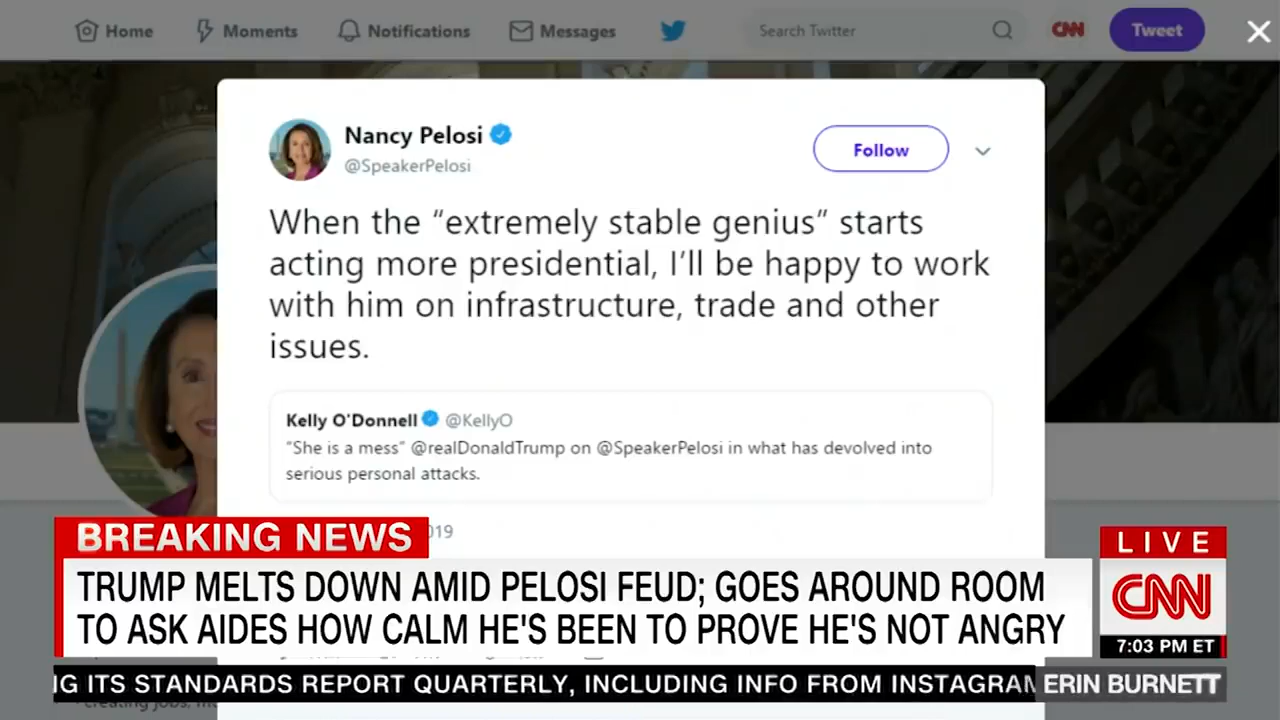 Home Moments Notifications Messages Search Twitter CNN Tweet
Nancy Pelosi
@SpeakerPelosi
Follow
When the “extremely stable genius” starts
acting more presidential, I’ll be happy to work
with him on infrastructure, trade and other
issues.
Kelly O'Donnell @KellyO
“She is a mess” @realDonaldTrump on @SpeakerPelosi in what has devolved into
serious personal attacks.
BREAKING NEWS
TRUMP MELTS DOWN AMID PELOSI FEUD; GOES AROUND ROOM
TO ASK AIDES HOW CALM HE'S BEEN TO PROVE HE'S NOT ANGRY
LIVE
CNN
7:03 PM ET
ITS STANDARDS REPORT QUARTERLY, INCLUDING INFO FROM INSTAGRAM
ERIN BURNETT
creating jobs,